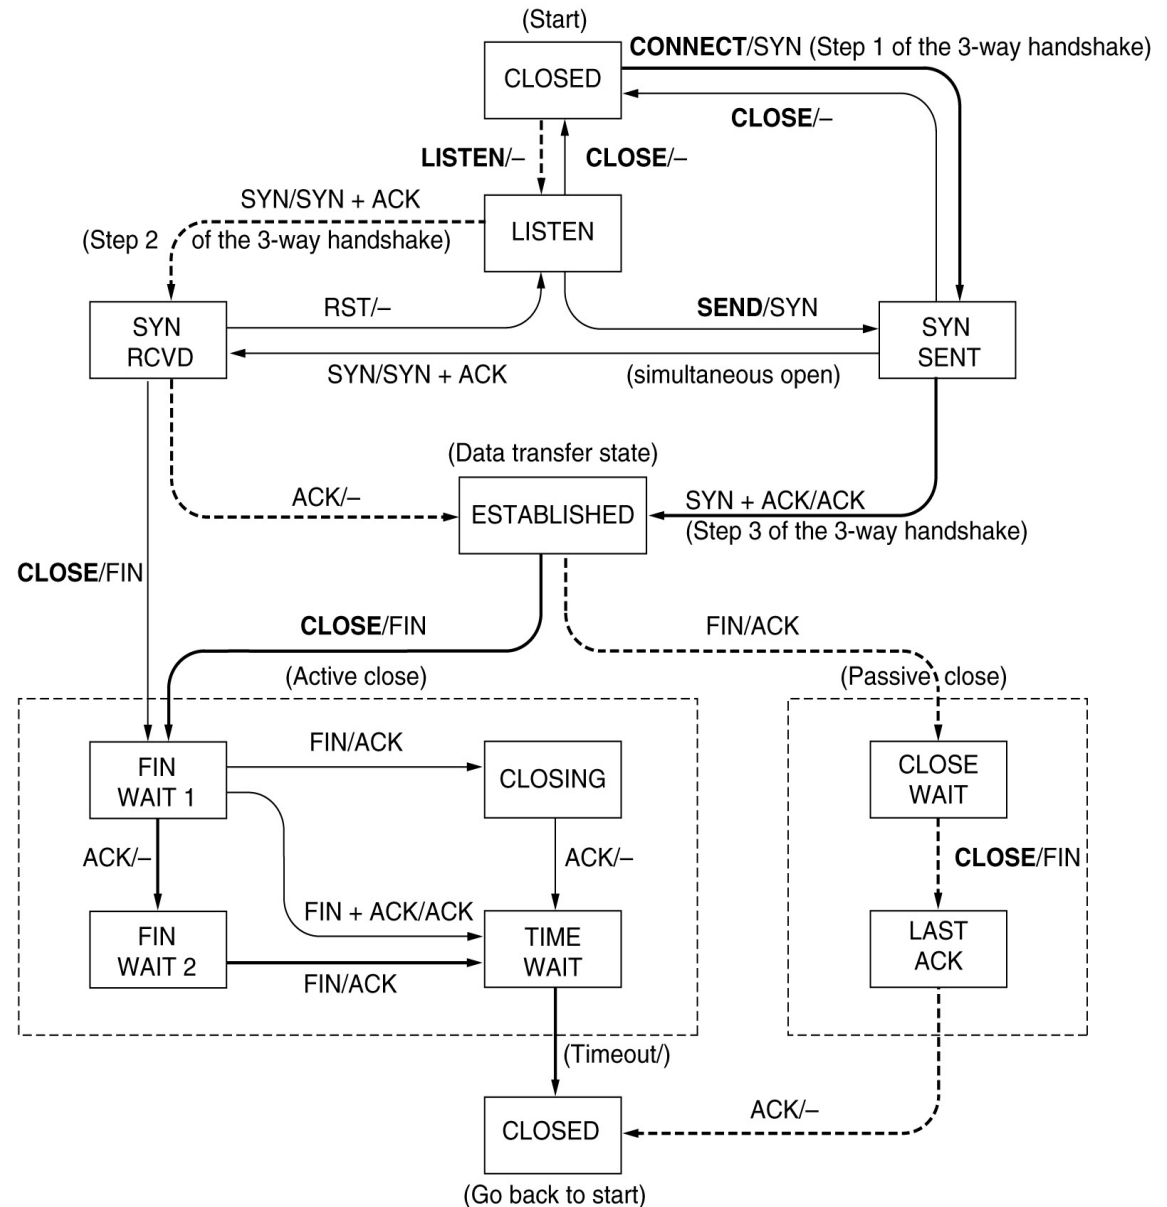 (Start)
CONNECT/SYN (Step 1 of the 3-way handshake)
CLOSED
CLOSE/–
LISTEN/–
CLOSE/–
SYN/SYN + ACK
LISTEN
(Step 2 of the 3-way handshake)
RST/–
SEND/SYN
SYN
RCVD
SYN
SENT
SYN/SYN + ACK
(simultaneous open)
(Data transfer state)
ACK/–
ESTABLISHED
SYN + ACK/ACK
(Step 3 of the 3-way handshake)
CLOSE/FIN
CLOSE/FIN
FIN/ACK
(Active close)
(Passive close)
FIN/ACK
FIN
WAIT 1
CLOSING
CLOSE
WAIT
ACK/–
ACK/–
CLOSE/FIN
FIN + ACK/ACK
FIN
WAIT 2
TIME
WAIT
LAST
ACK
FIN/ACK
(Timeout/)
CLOSED
ACK/–
(Go back to start)